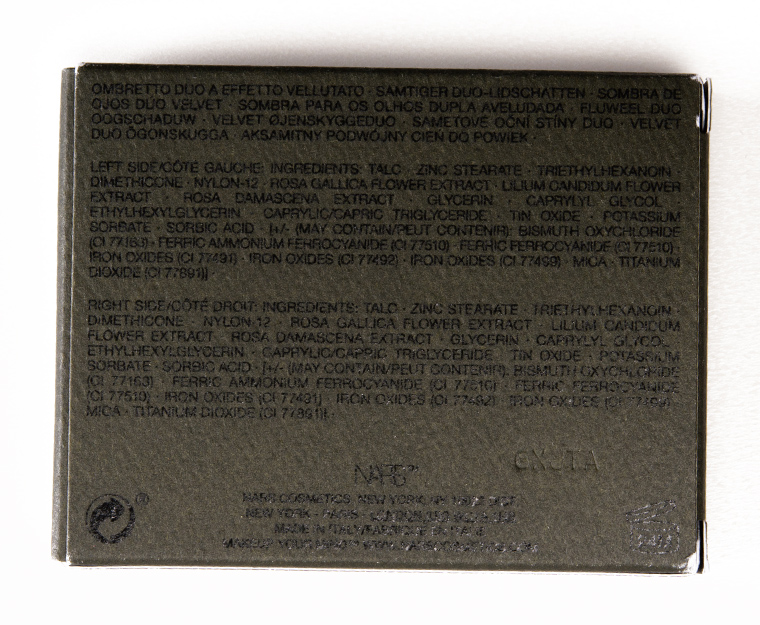 OMBRETTO DUO A EFFETTO VELLUTATO · SAMTIGER DUO-LIDSCHATTEN · SOMBRA DE
OJOS DÚO VELVET · SOMBRA PARA OS OLHOS DUPLA AVELUDADA · FLUWEEL DUO
OOGSCHADUW · VELVET ØJENSKYGGEDUO · SAMETOVÉ OČNÍ STÍNY DUO · VELVET
DUO ÖGONSKUGGA · AKSAMITNY PODWÓJNY CIEŃ DO POWIEK ·
LEFT SIDE/CÔTÉ GAUCHE: INGREDIENTS: TALC · ZINC STEARATE · TRIETHYLHEXANOIN ·
DIMETHICONE · NYLON-12 · ROSA GALLICA FLOWER EXTRACT · LILIUM CANDIDUM FLOWER
EXTRACT · ROSA DAMASCENA EXTRACT · GLYCERIN · CAPRYLYL GLYCOL ·
ETHYLHEXYLGLYCERIN · CAPRYLIC/CAPRIC TRIGLYCERIDE · TIN OXIDE · POTASSIUM
SORBATE · SORBIC ACID · [+/- (MAY CONTAIN/PEUT CONTENIR): BISMUTH OXYCHLORIDE
(CI 77163) · FERRIC AMMONIUM FERROCYANIDE (CI 77510) · FERRIC FERROCYANIDE (CI 77510) ·
IRON OXIDES (CI 77491) · IRON OXIDES (CI 77492) · IRON OXIDES (CI 77499) · MICA · TITANIUM
DIOXIDE (CI 77891)] ·
RIGHT SIDE/CÔTÉ DROIT: INGREDIENTS: TALC · ZINC STEARATE · TRIETHYLHEXANOIN ·
DIMETHICONE · NYLON-12 · ROSA GALLICA FLOWER EXTRACT · LILIUM CANDIDUM
FLOWER EXTRACT · ROSA DAMASCENA EXTRACT · GLYCERIN · CAPRYLYL GLYCOL ·
ETHYLHEXYLGLYCERIN · CAPRYLIC/CAPRIC TRIGLYCERIDE · TIN OXIDE · POTASSIUM
SORBATE · SORBIC ACID · [+/- (MAY CONTAIN/PEUT CONTENIR): BISMUTH OXYCHLORIDE
(CI 77163) · FERRIC AMMONIUM FERROCYANIDE (CI 77510) · FERRIC FERROCYANIDE
(CI 77510) · IRON OXIDES (CI 77491) · IRON OXIDES (CI 77492) · IRON OXIDES (CI 77499) ·
MICA · TITANIUM DIOXIDE (CI 77891)] ·
NARS
NARS COSMETICS, NEW YORK, NY
NEW YORK · PARIS ·
MADE IN ITALY/FABRIQUÉ EN ITALIE